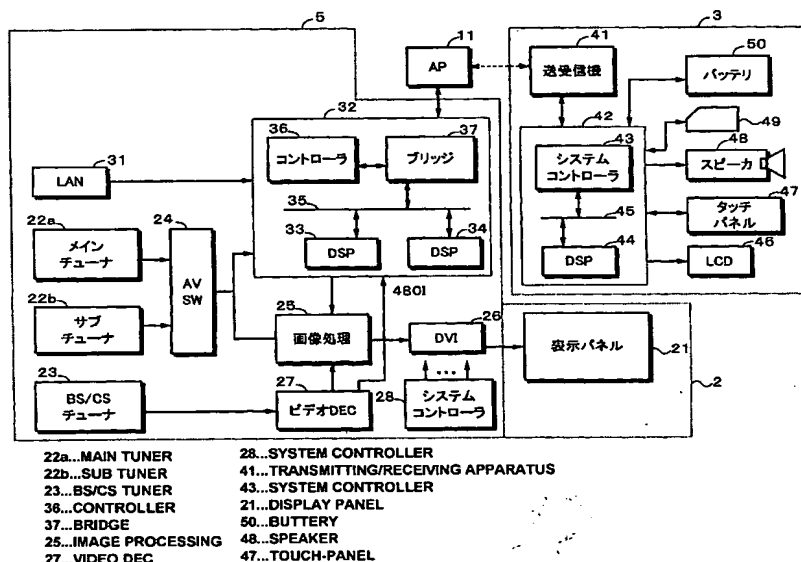 5
3
11
AP
41
送受信機
50
バッテリ
32
42
36
コントローラ
37
ブリッジ
43
システム
コントローラ
49
48
スピーカ
31
LAN
35
45
47
タッチ
パネル
22a
メイン
チューナ
24
AV
SW
33
DSP
34
DSP
44
DSP
46
LCD
480I
22b
サブ
チューナ
25
画像処理
26
DVI
表示パネル
21
23
BS/CS
チューナ
27
ビデオDEC
28
システム
コントローラ
2
22a...MAIN TUNER
22b...SUB TUNER
23...BS/CS TUNER
36...CONTROLLER
37...BRIDGE
25...IMAGE PROCESSING
27...VIDEO DEC
28...SYSTEM CONTROLLER
41...TRANSMITTING/RECEIVING APPARATUS
43...SYSTEM CONTROLLER
21...DISPLAY PANEL
50...BUTTERY
48...SPEAKER
47...TOUCH-PANEL